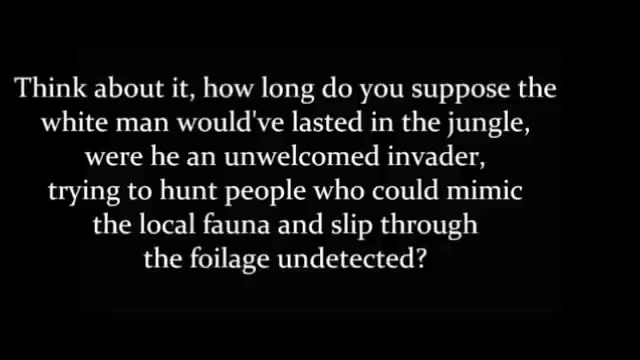 Think about it, how long do you suppose the
white man would've lasted in the jungle,
were he an unwelcomed invader,
trying to hunt people who could mimic
the local fauna and slip through
the foilage undetected?